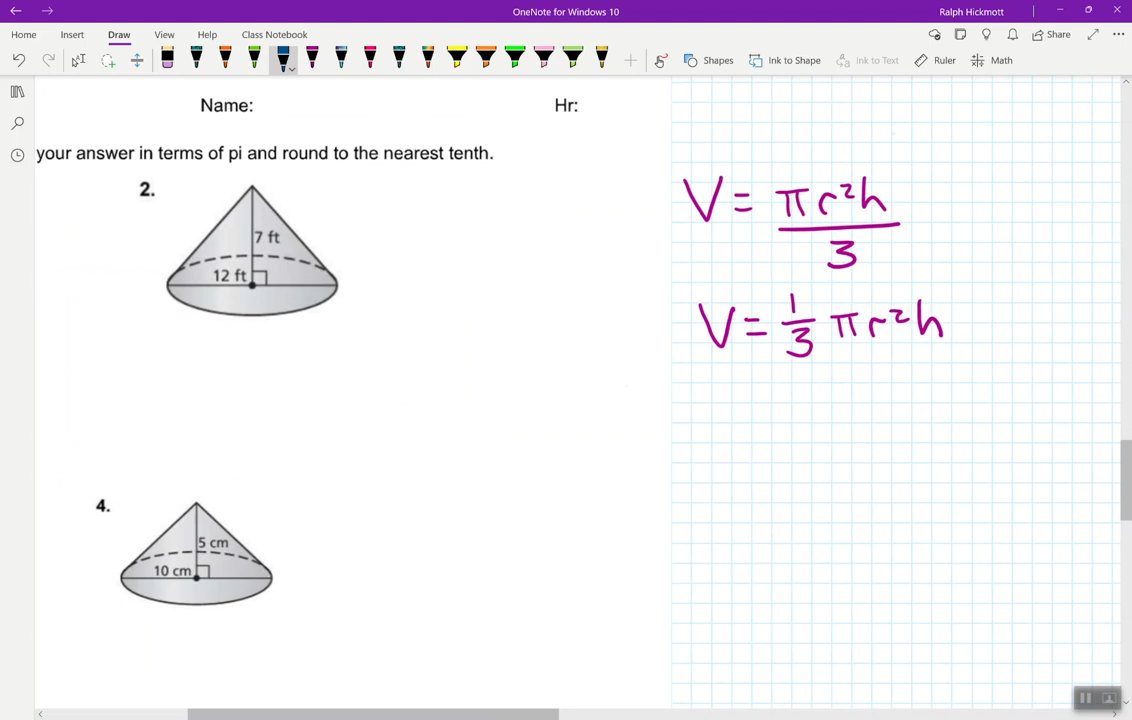 OneNote for Windows 10
Ralph Hickmott
Home Insert Draw View Help Class Notebook
Share
Shapes Ink to Shape Ink to Text Ruler Math
Name: Hr:
your answer in terms of pi and round to the nearest tenth.
2.
7 ft
12 ft
V = πr²h
3
V = 1/3 πr²h
4.
5 cm
10 cm